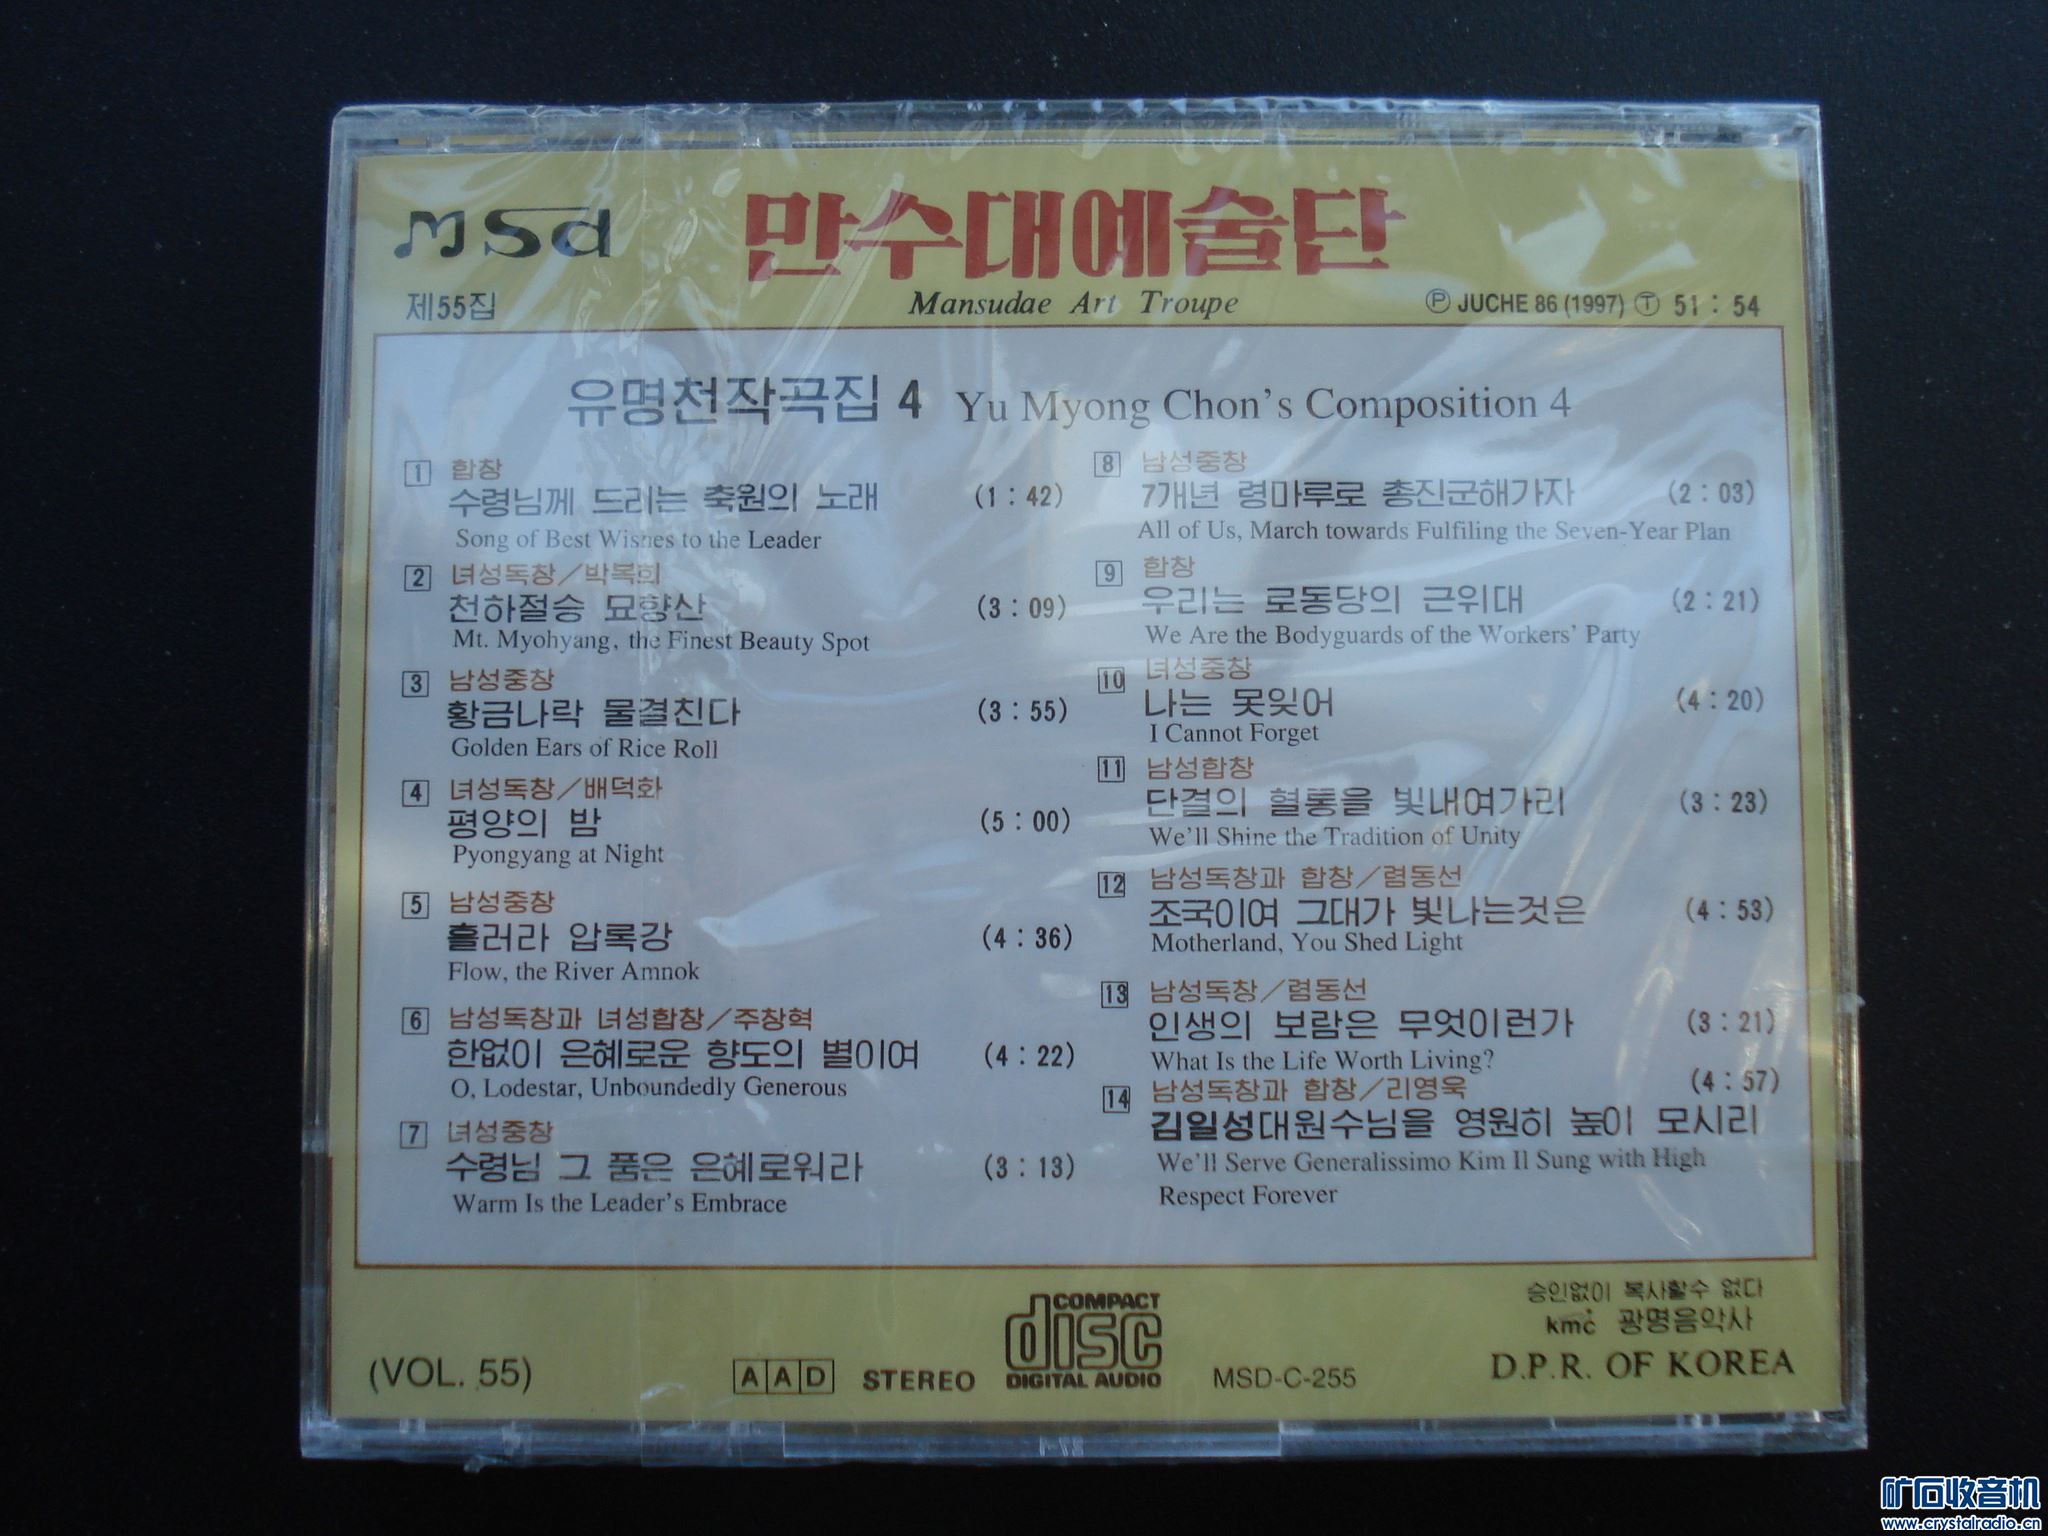 msd
만수대예술단
제55집
Mansudae Art Troupe
Ⓟ JUCHE 86 (1997) Ⓣ 51 : 54
유명천작곡집 4 Yu Myong Chon's Composition 4
1 합창
수령님께 드리는 축원의 노래 (1 : 42)
Song of Best Wishes to the Leader
2 녀성독창/박복희
천하절승 묘향산 (3 : 09)
Mt. Myohyang, the Finest Beauty Spot
3 남성중창
황금나락 물결친다 (3 : 55)
Golden Ears of Rice Roll
4 녀성독창/배덕화
평양의 밤 (5 : 00)
Pyongyang at Night
5 남성중창
흘러라 압록강 (4 : 36)
Flow, the River Amnok
6 남성독창과 녀성합창/주창혁
한없이 은혜로운 향도의 별이여 (4 : 22)
O, Lodestar, Unboundedly Generous
7 녀성중창
수령님 그 품은 은혜로워라 (3 : 13)
Warm Is the Leader's Embrace
8 남성중창
7개년 령마루로 총진군해가자 (2 : 03)
All of Us, March towards Fulfiling the Seven-Year Plan
9 합창
우리는 로동당의 근위대 (2 : 21)
We Are the Bodyguards of the Workers' Party
10 녀성중창
나는 못잊어 (4 : 20)
I Cannot Forget
11 남성합창
단결의 혈통을 빛내여가리 (3 : 23)
We'll Shine the Tradition of Unity
12 남성독창과 합창/렴동선
조국이여 그대가 빛나는것은 (4 : 53)
Motherland, You Shed Light
13 남성독창/렴동선
인생의 보람은 무엇이런가 (3 : 21)
What Is the Life Worth Living?
14 남성독창과 합창/리영욱 (4 : 57)
김일성대원수님을 영원히 높이 모시리
We'll Serve Generalissimo Kim Il Sung with High
Respect Forever
(VOL. 55)
AAD STEREO
COMPACT
disc
DIGITAL AUDIO
MSD-C-255
승인없이 복사할수 없다
kmc 광명음악사
D.P.R. OF KOREA
矿石收音机
www.crystalradio.cn